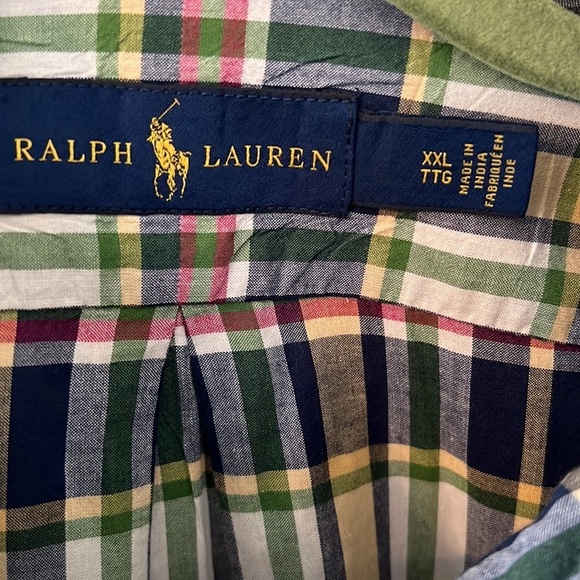 RALPH LAUREN
XXL
TTG
MADE IN
INDIA
FABRIQUÉ EN
INDE